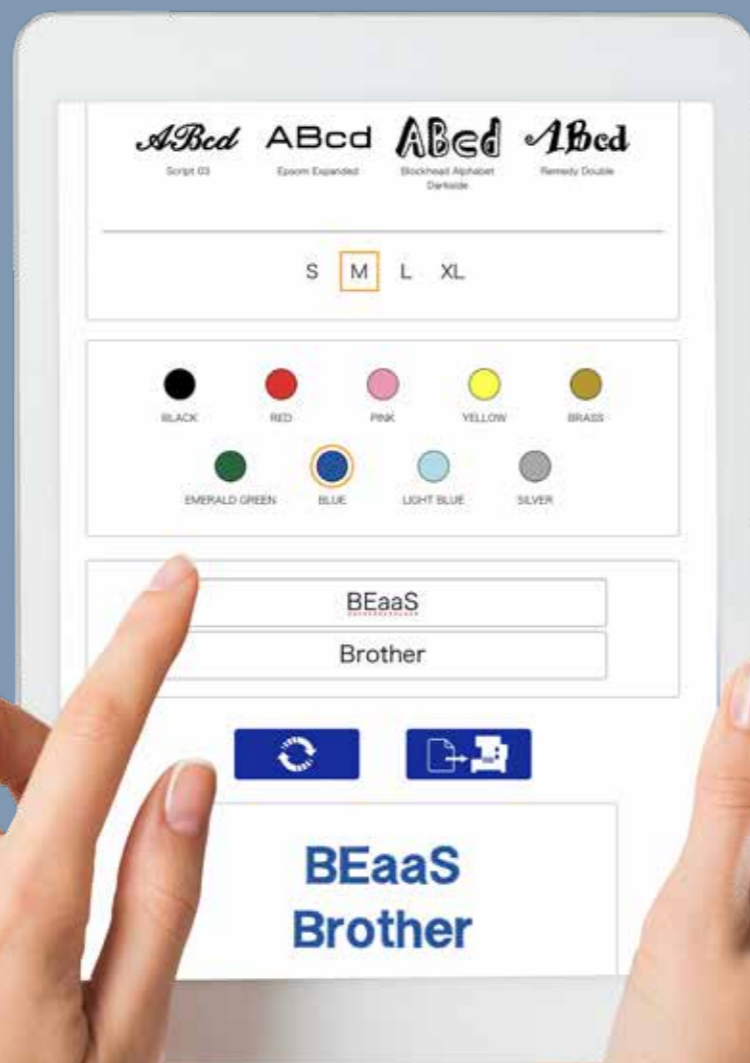 ABcd ABcd ABcd ABcd
Script 03 Epsom Expanded Blockhead Alphabet Darkside Remedy Double
S M L XL
BLACK RED PINK YELLOW BRASS
EMERALD GREEN BLUE LIGHT BLUE SILVER
BEaaS
Brother
BEaaS
Brother